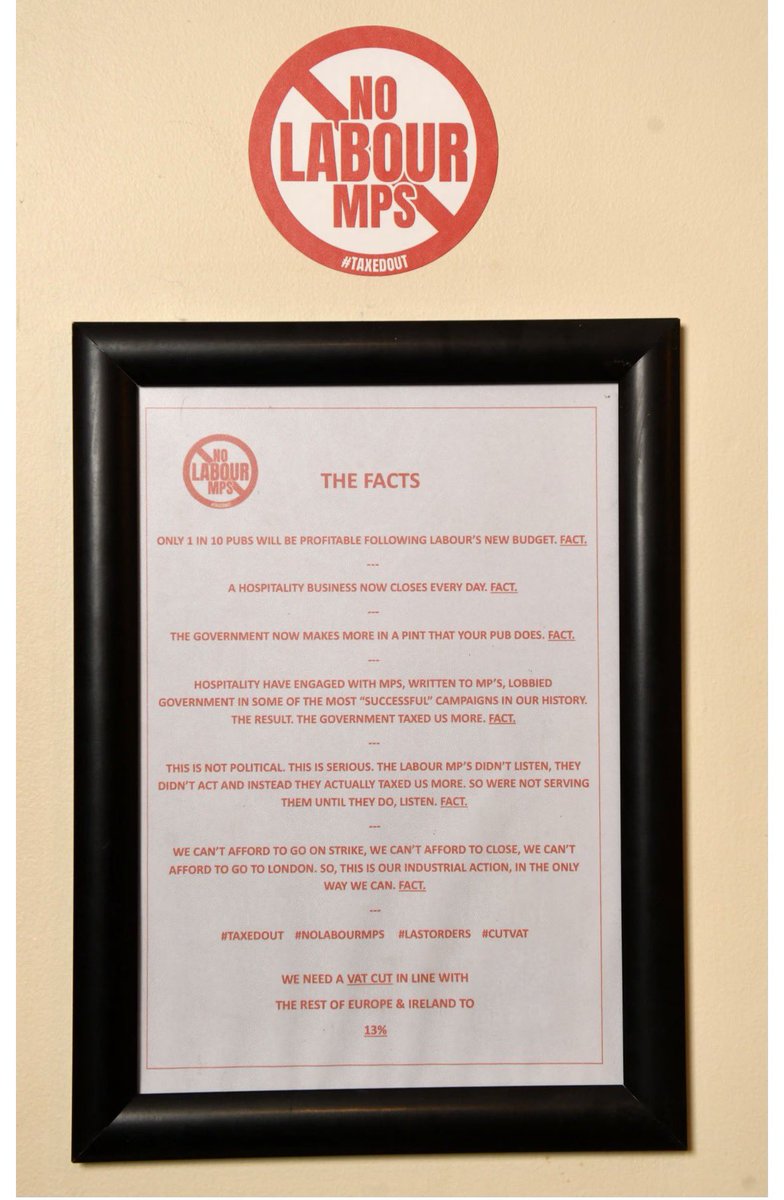 NO
LABOUR
MPS
#TAXEDOUT
NO
LABOUR
MPS
THE FACTS
ONLY 1 IN 10 PUBS WILL BE PROFITABLE FOLLOWING LABOUR'S NEW BUDGET. FACT.
---
A HOSPITALITY BUSINESS NOW CLOSES EVERY DAY. FACT.
---
THE GOVERNMENT NOW MAKES MORE IN A PINT THAT YOUR PUB DOES. FACT.
---
HOSPITALITY HAVE ENGAGED WITH MPS, WRITTEN TO MP'S, LOBBIED
GOVERNMENT IN SOME OF THE MOST "SUCCESSFUL" CAMPAIGNS IN OUR HISTORY.
THE RESULT. THE GOVERNMENT TAXED US MORE. FACT.
---
THIS IS NOT POLITICAL. THIS IS SERIOUS. THE LABOUR MP'S DIDN'T LISTEN, THEY
DIDN'T ACT AND INSTEAD THEY ACTUALLY TAXED US MORE. SO WERE NOT SERVING
THEM UNTIL THEY DO, LISTEN. FACT.
---
WE CAN'T AFFORD TO GO ON STRIKE, WE CAN'T AFFORD TO CLOSE, WE CAN'T
AFFORD TO GO TO LONDON. SO, THIS IS OUR INDUSTRIAL ACTION, IN THE ONLY
WAY WE CAN. FACT.
---
#TAXEDOUT #NOLABOURMPS #LASTORDERS #CUTVAT
WE NEED A VAT CUT IN LINE WITH
THE REST OF EUROPE & IRELAND TO
13%